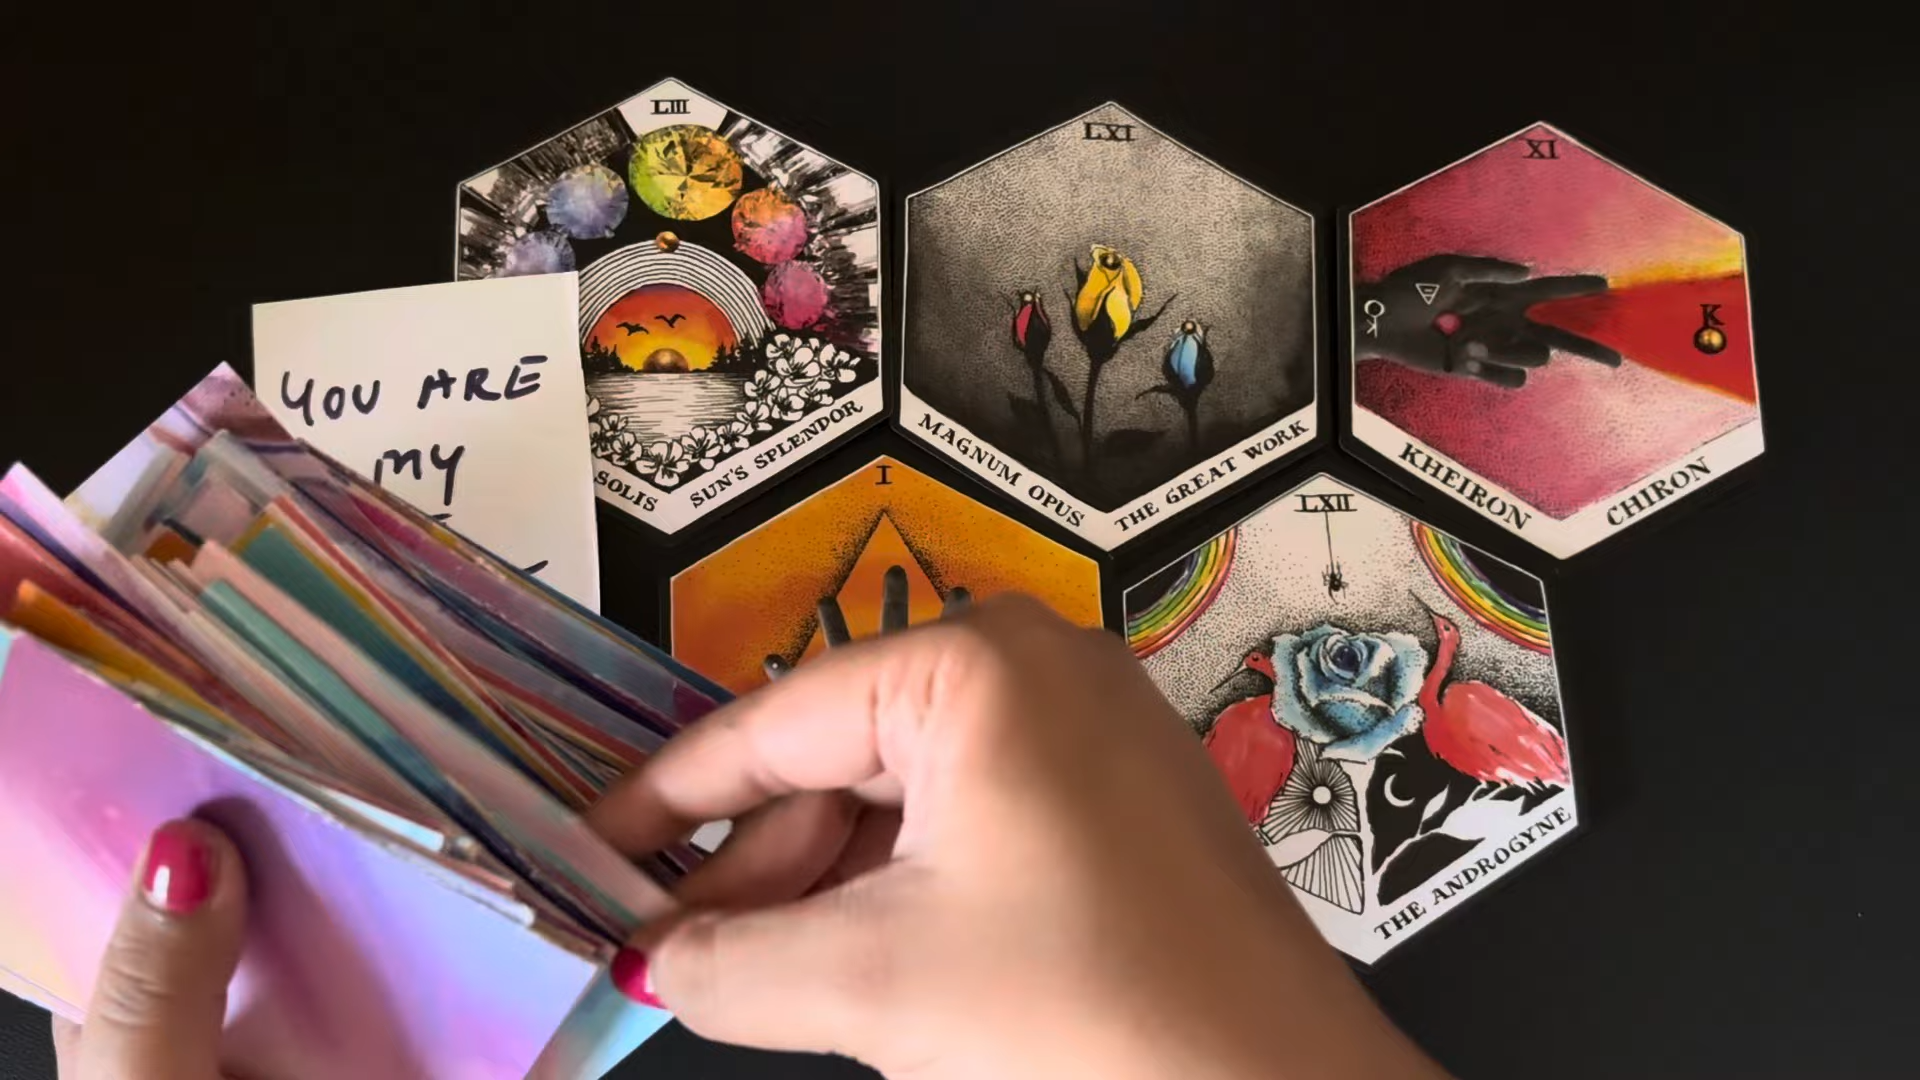 LIII
SOLIS
SUN'S SPLENDOR
LXI
MAGNUM OPUS
THE GREAT WORK
XI
K
KHEIRON
CHIRON
YOU ARE
MY
I
LXII
THE ANDROGYNE